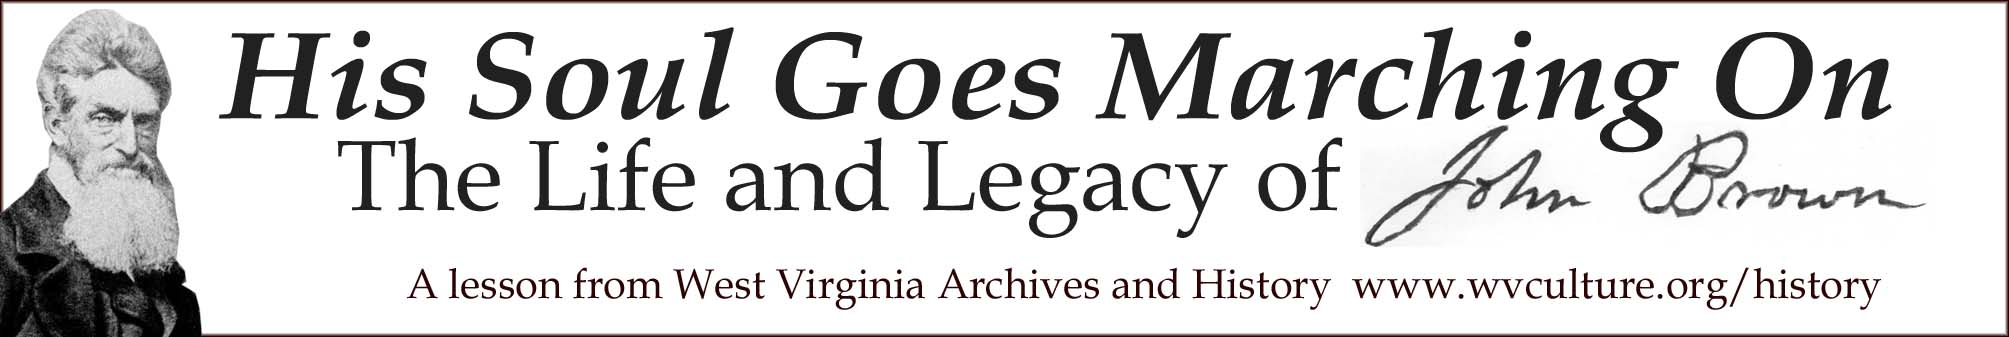 His Soul Goes Marching On
The Life and Legacy of John Brown
A lesson from West Virginia Archives and History www.wvculture.org/history